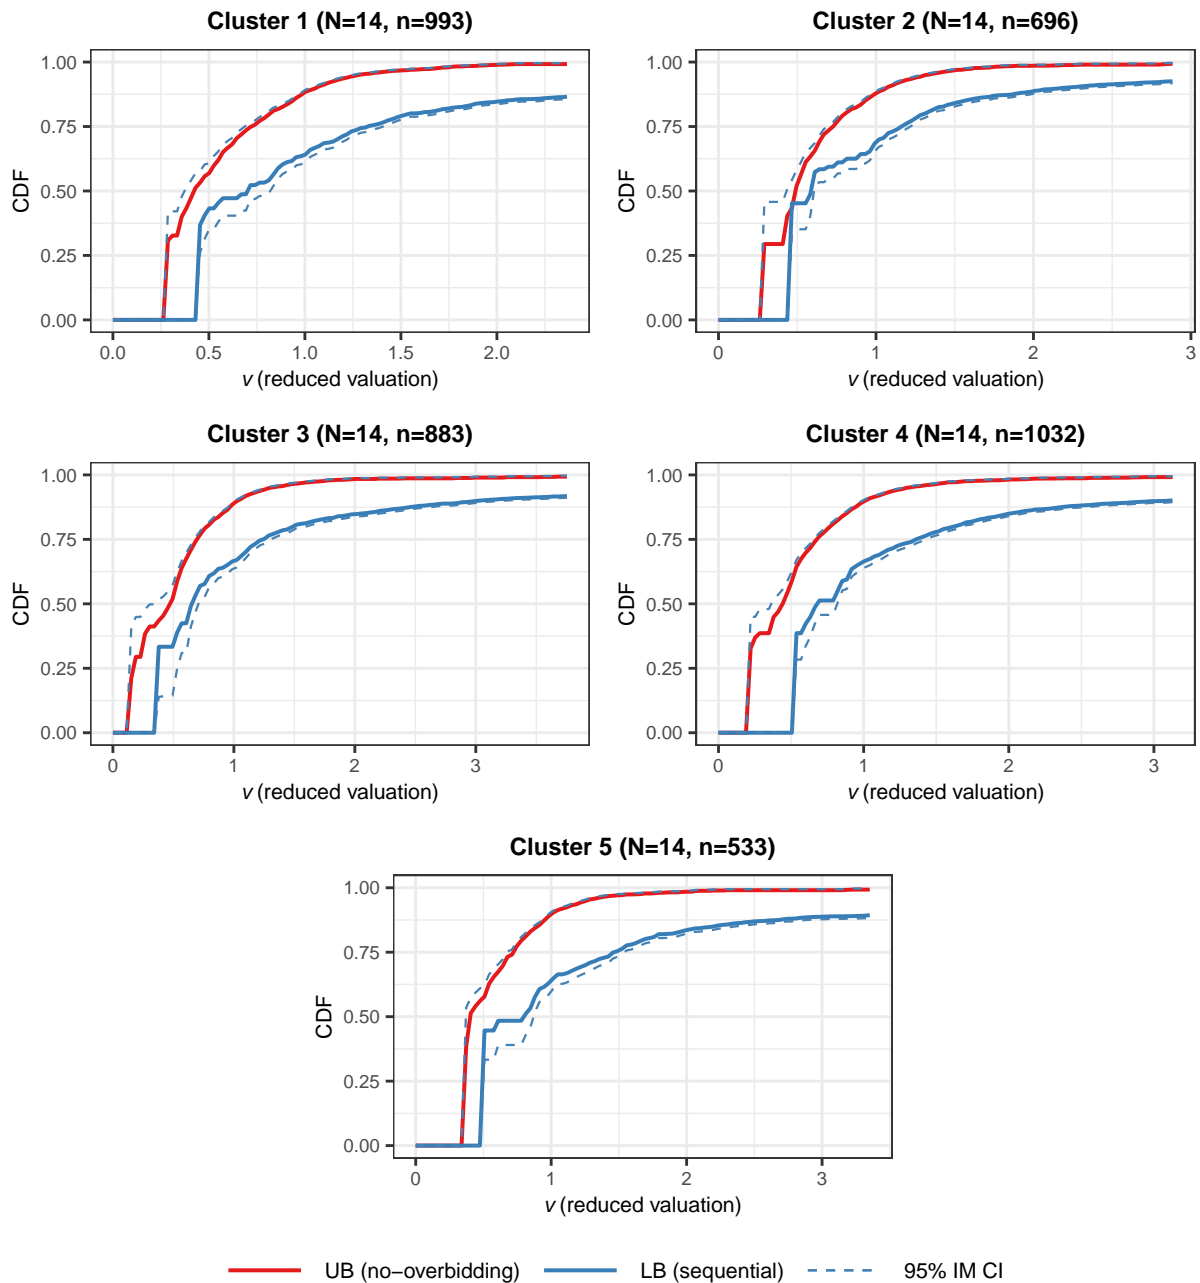 Cluster 1 (N=14, n=993)
1.00
0.75
0.50
0.25
0.00
CDF
0.0 0.5 1.0 1.5 2.0
v (reduced valuation)
Cluster 2 (N=14, n=696)
1.00
0.75
0.50
0.25
0.00
CDF
0 1 2 3
v (reduced valuation)
Cluster 3 (N=14, n=883)
1.00
0.75
0.50
0.25
0.00
CDF
0 1 2 3
v (reduced valuation)
Cluster 4 (N=14, n=1032)
1.00
0.75
0.50
0.25
0.00
CDF
0 1 2 3
v (reduced valuation)
Cluster 5 (N=14, n=533)
1.00
0.75
0.50
0.25
0.00
CDF
0 1 2 3
v (reduced valuation)
UB (no−overbidding) LB (sequential) 95% IM CI